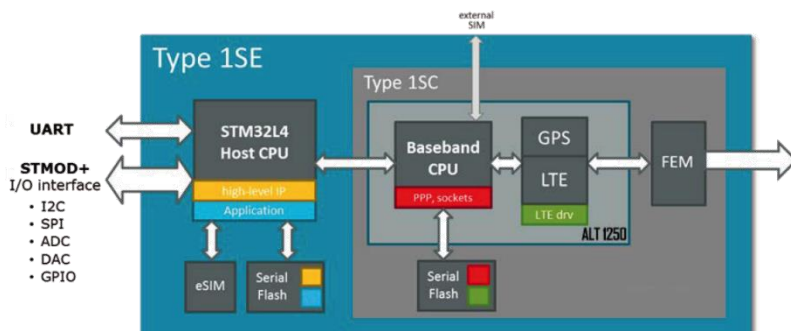 external
SIM
Type 1SE
Type 1SC
UART
STMOD+
I/O interface
• I2C
• SPI
• ADC
• DAC
• GPIO
STM32L4
Host CPU
high-level IP
Application
eSIM
Serial
Flash
Baseband
CPU
PPP, sockets
Serial
Flash
GPS
LTE
LTE drv
ALT 1250
FEM